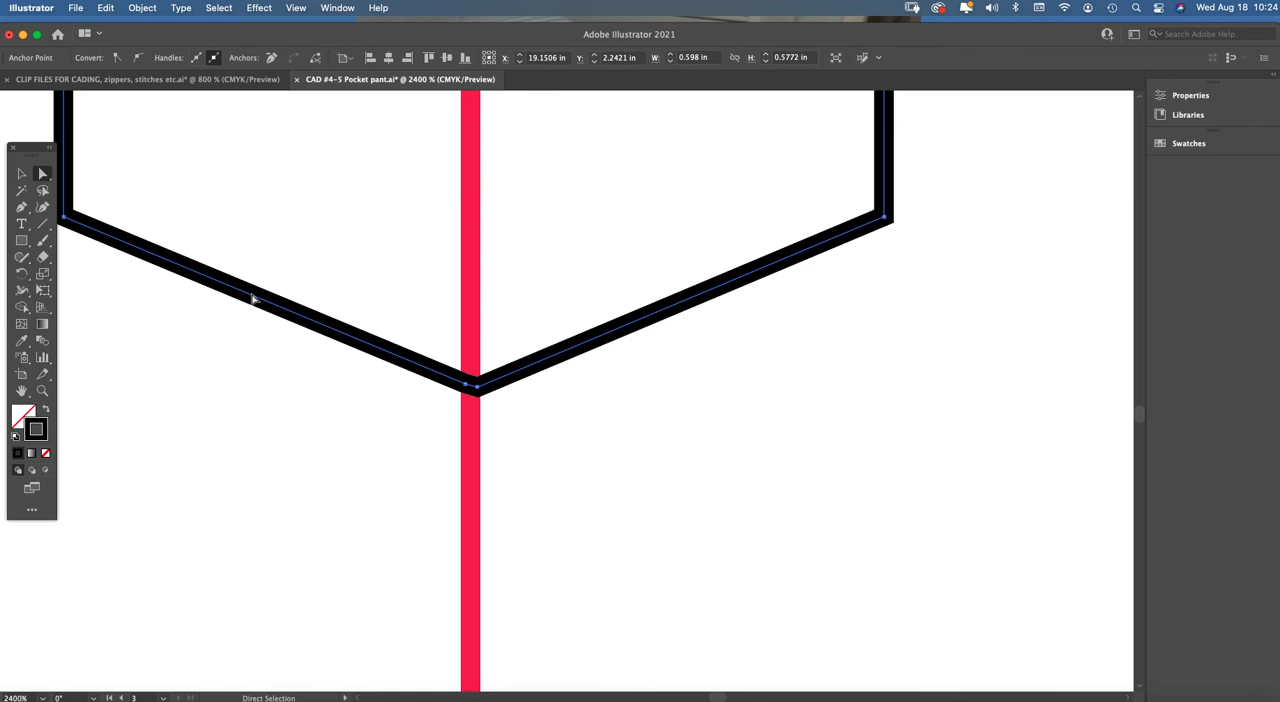 Illustrator File Edit Object Type Select Effect View Window Help Wed Aug 18 10:24
Adobe Illustrator 2021 Search Adobe Help
Anchor Point Convert: Handles: Anchors: X: 19.1506 in Y: 2.2421 in W: 0.598 in H: 0.5772 in
× CLIP FILES FOR CADING, zippers, stitches etc.ai* @ 800 % (CMYK/Preview) × CAD #4-5 Pocket pant.ai* @ 2400 % (CMYK/Preview)
Properties
Libraries
Swatches
2400% 0° 3 Direct Selection